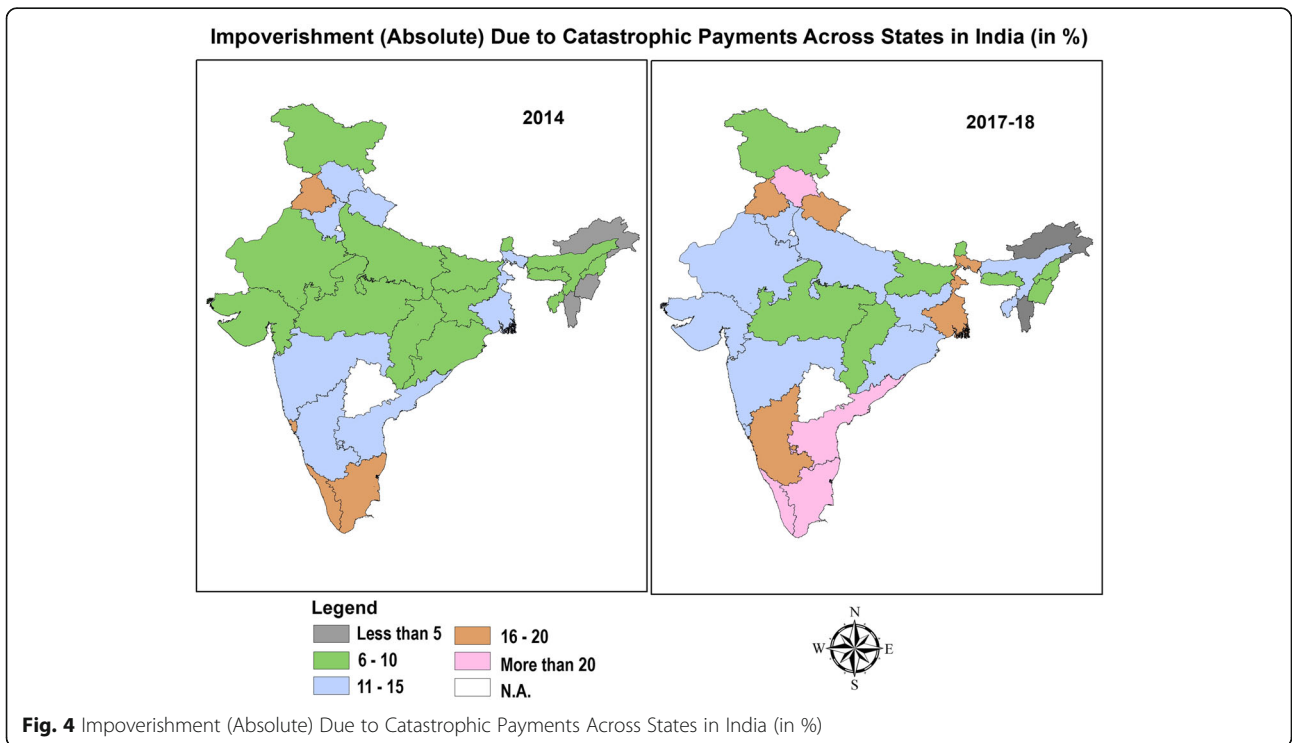 Impoverishment (Absolute) Due to Catastrophic Payments Across States in India (in %)
2014
2017-18
Legend
Less than 5
6 - 10
11 - 15
16 - 20
More than 20
N.A.
N
W E
S
Fig. 4 Impoverishment (Absolute) Due to Catastrophic Payments Across States in India (in %)